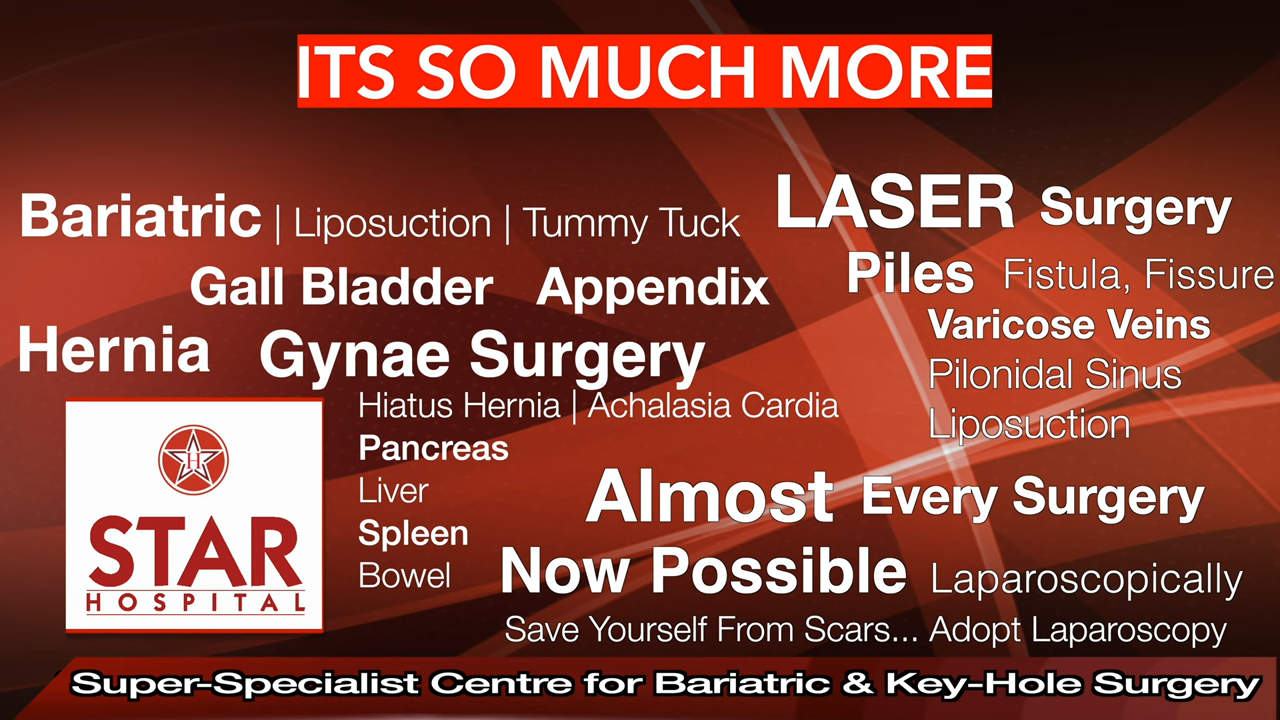 ITS SO MUCH MORE
Bariatric | Liposuction | Tummy Tuck
Gall Bladder Appendix
Hernia Gynae Surgery
Hiatus Hernia | Achalasia Cardia
Pancreas
Liver
Spleen
Bowel
LASER Surgery
Piles Fistula, Fissure
Varicose Veins
Pilonidal Sinus
Liposuction
Almost Every Surgery
Now Possible Laparoscopically
Save Yourself From Scars... Adopt Laparoscopy
H
STAR
HOSPITAL
Super-Specialist Centre for Bariatric & Key-Hole Surgery